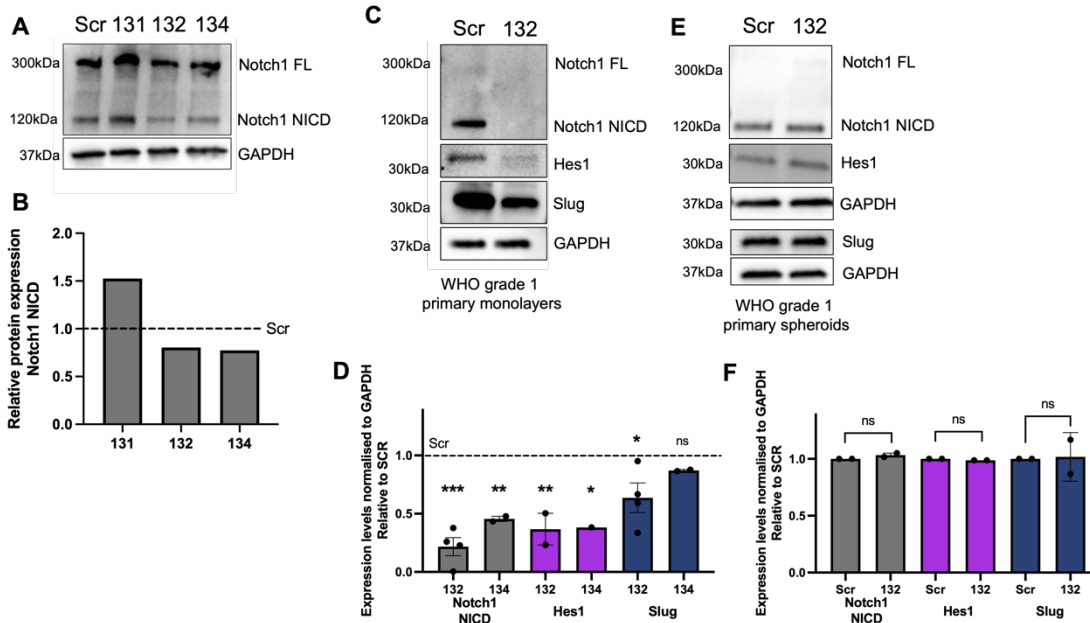 A
Scr 131 132 134
300kDa
Notch1 FL
120kDa
Notch1 NICD
37kDa
GAPDH
B
Relative protein expression
Notch1 NICD
2.0
1.5
1.0
0.5
0.0
Scr
131 132 134
C
Scr 132
300kDa
Notch1 FL
120kDa
Notch1 NICD
30kDa
Hes1
30kDa
Slug
37kDa
GAPDH
WHO grade 1
primary monolayers
D
Expression levels normalised to GAPDH
Relative to SCR
1.0
0.5
0.0
Scr
*** ** ** * * ns
132 134 132 134 132 134
Notch1
NICD
Hes1
Slug
E
Scr 132
300kDa
Notch1 FL
120kDa
Notch1 NICD
30kDa
Hes1
37kDa
GAPDH
30kDa
Slug
37kDa
GAPDH
WHO grade 1
primary spheroids
F
Expression levels normalised to GAPDH
Relative to SCR
1.0
0.5
0.0
ns ns ns
Scr 132 Scr 132 Scr 132
Notch1
NICD
Hes1
Slug